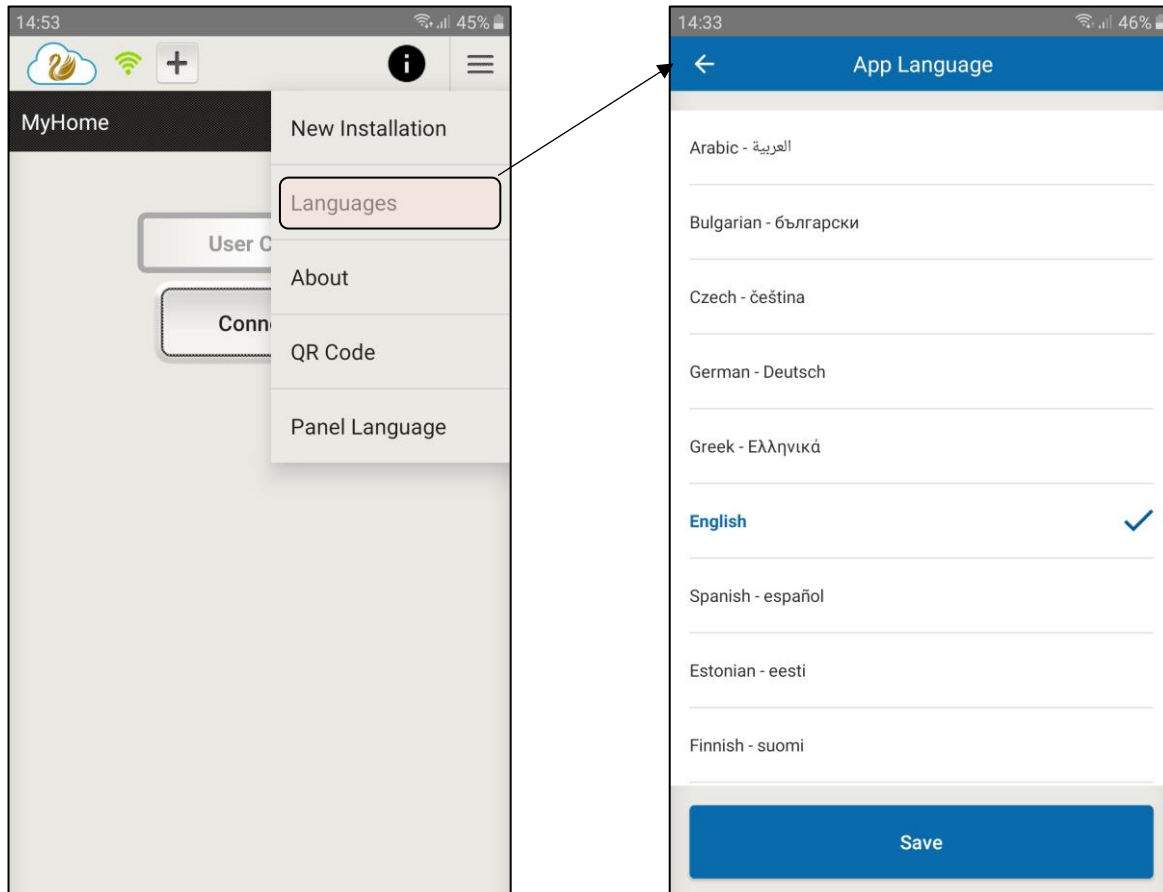 14:53
45%
MyHome
New Installation
Languages
User C
About
Conn
QR Code
Panel Language
14:33
46%
App Language
Arabic - العربية
Bulgarian - български
Czech - čeština
German - Deutsch
Greek - Ελληνικά
English
Spanish - español
Estonian - eesti
Finnish - suomi
Save